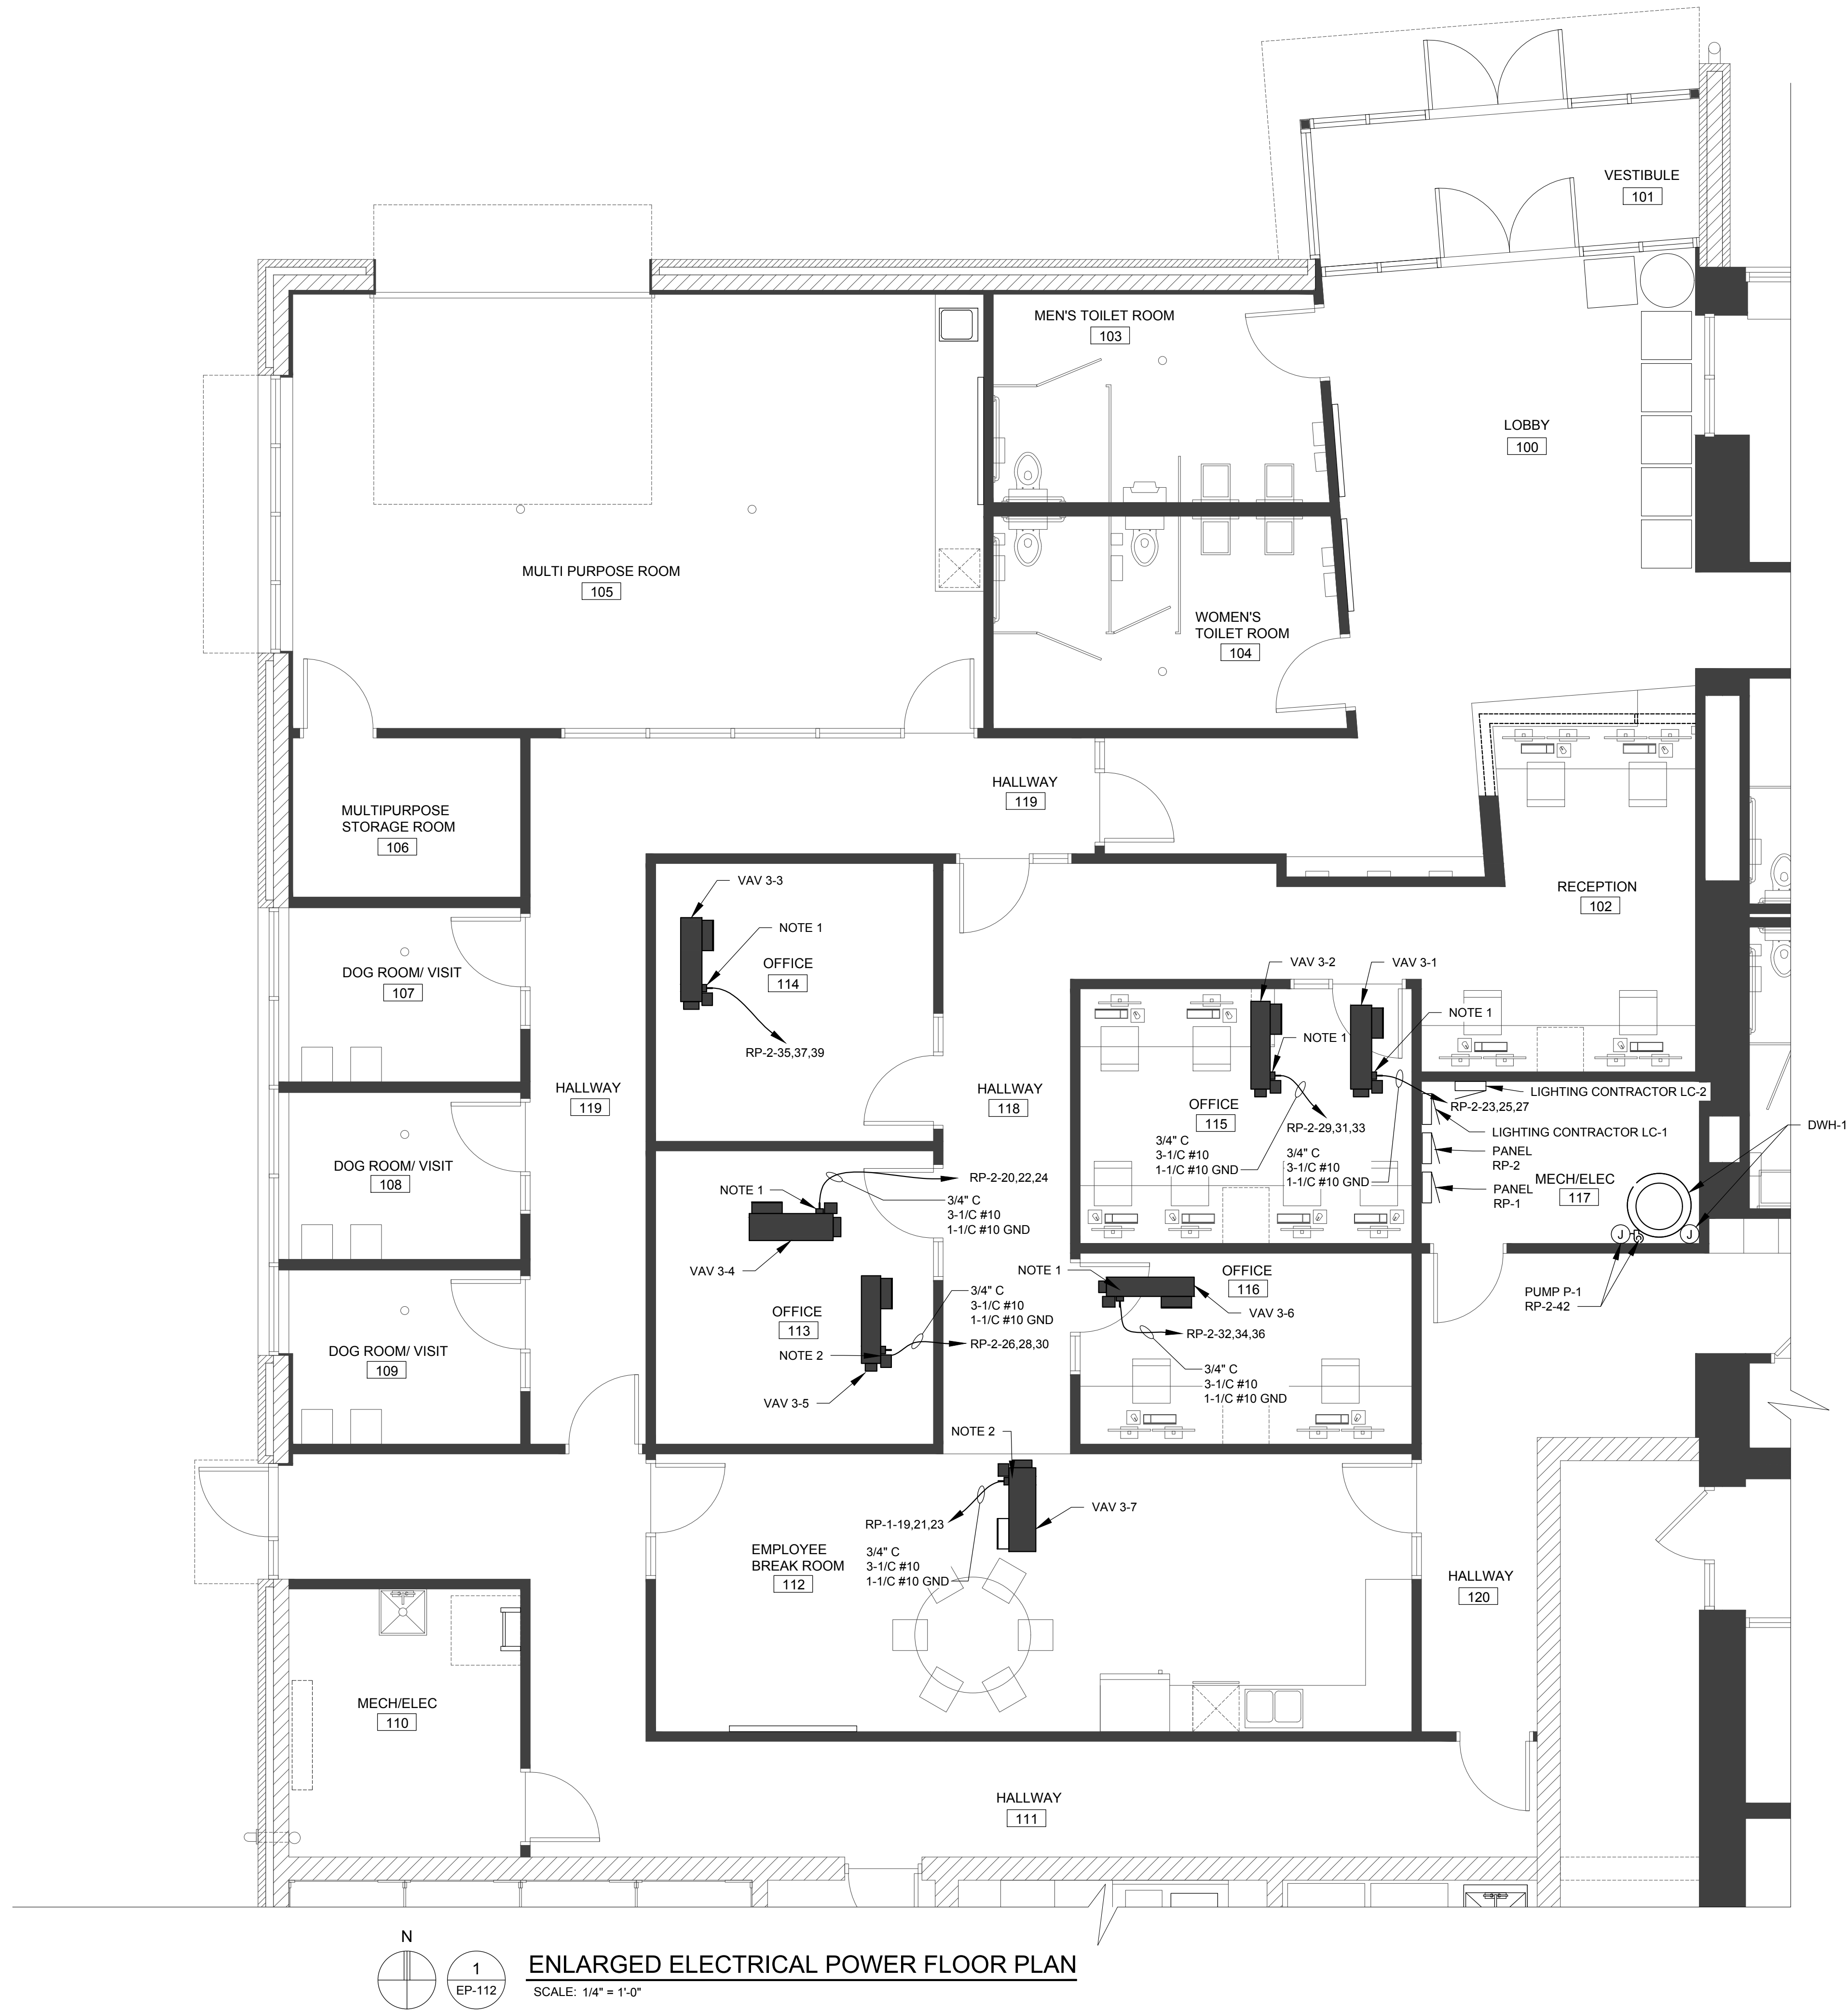 VESTIBULE
101
MEN'S TOILET ROOM
103
LOBBY
100
MULTI PURPOSE ROOM
105
WOMEN'S
TOILET ROOM
104
HALLWAY
119
MULTIPURPOSE
STORAGE ROOM
106
RECEPTION
102
VAV 3-3
NOTE 1
OFFICE
114
RP-2-35,37,39
DOG ROOM/ VISIT
107
VAV 3-2
VAV 3-1
NOTE 1
NOTE 1
HALLWAY
119
HALLWAY
118
OFFICE
115
RP-2-23,25,27
RP-2-29,31,33
3/4" C
3-1/C #10
1-1/C #10 GND
3/4" C
3-1/C #10
1-1/C #10 GND
LIGHTING CONTRACTOR LC-2
LIGHTING CONTRACTOR LC-1
PANEL
RP-2
PANEL
RP-1
MECH/ELEC
117
DWH-1
J
J
PUMP P-1
RP-2-42
DOG ROOM/ VISIT
108
NOTE 1
RP-2-20,22,24
3/4" C
3-1/C #10
1-1/C #10 GND
VAV 3-4
OFFICE
113
3/4" C
3-1/C #10
1-1/C #10 GND
RP-2-26,28,30
NOTE 2
VAV 3-5
NOTE 1
OFFICE
116
VAV 3-6
RP-2-32,34,36
3/4" C
3-1/C #10
1-1/C #10 GND
DOG ROOM/ VISIT
109
NOTE 2
VAV 3-7
RP-1-19,21,23
3/4" C
3-1/C #10
1-1/C #10 GND
EMPLOYEE
BREAK ROOM
112
HALLWAY
120
MECH/ELEC
110
HALLWAY
111
N
1
EP-112
ENLARGED ELECTRICAL POWER FLOOR PLAN
SCALE: 1/4" = 1'-0"